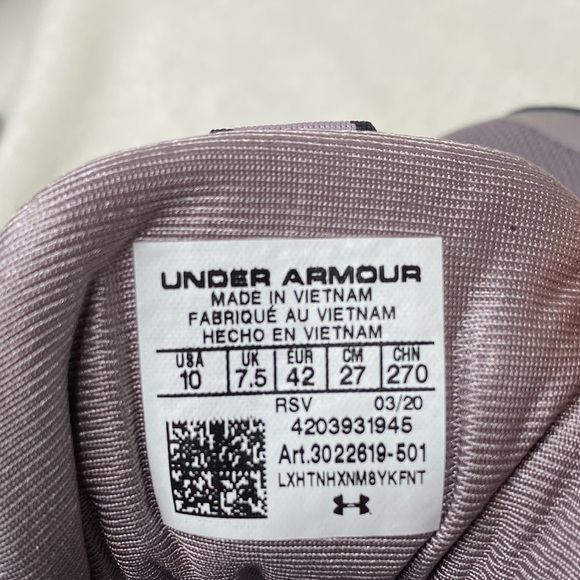 UNDER ARMOUR
MADE IN VIETNAM
FABRIQUÉ AU VIETNAM
HECHO EN VIETNAM
USA UK EUR CM CHN
10 7.5 42 27 270
RSV 03/20
4203931945
Art.3022619-501
LXHTNHXNM8YKFNT